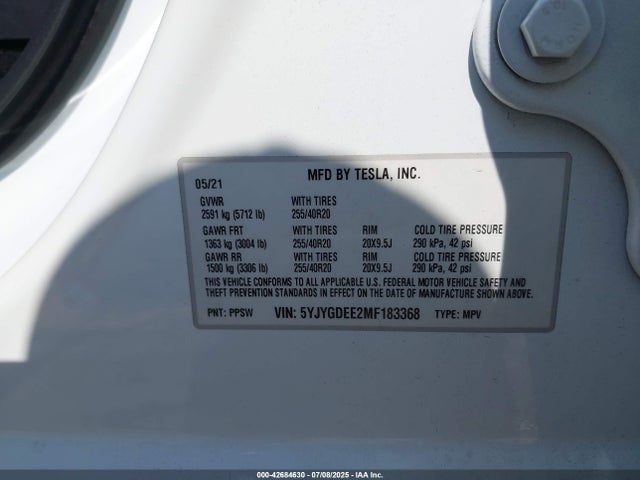 MFD BY TESLA, INC.
05/21
GVWR WITH TIRES
2591 kg (5712 lb) 255/40R20
GAWR FRT WITH TIRES RIM COLD TIRE PRESSURE
1363 kg (3004 lb) 255/40R20 20X9.5J 290 kPa, 42 psi
GAWR RR WITH TIRES RIM COLD TIRE PRESSURE
1500 kg (3306 lb) 255/40R20 20X9.5J 290 kPa, 42 psi
THIS VEHICLE CONFORMS TO ALL APPLICABLE U.S. FEDERAL MOTOR VEHICLE SAFETY AND
THEFT PREVENTION STANDARDS IN EFFECT ON THE DATE OF MANUFACTURE SHOWN ABOVE.
PNT: PPSW VIN: 5YJYGDEE2MF183368 TYPE: MPV
000-42684630 - 07/08/2025 - IAA Inc.